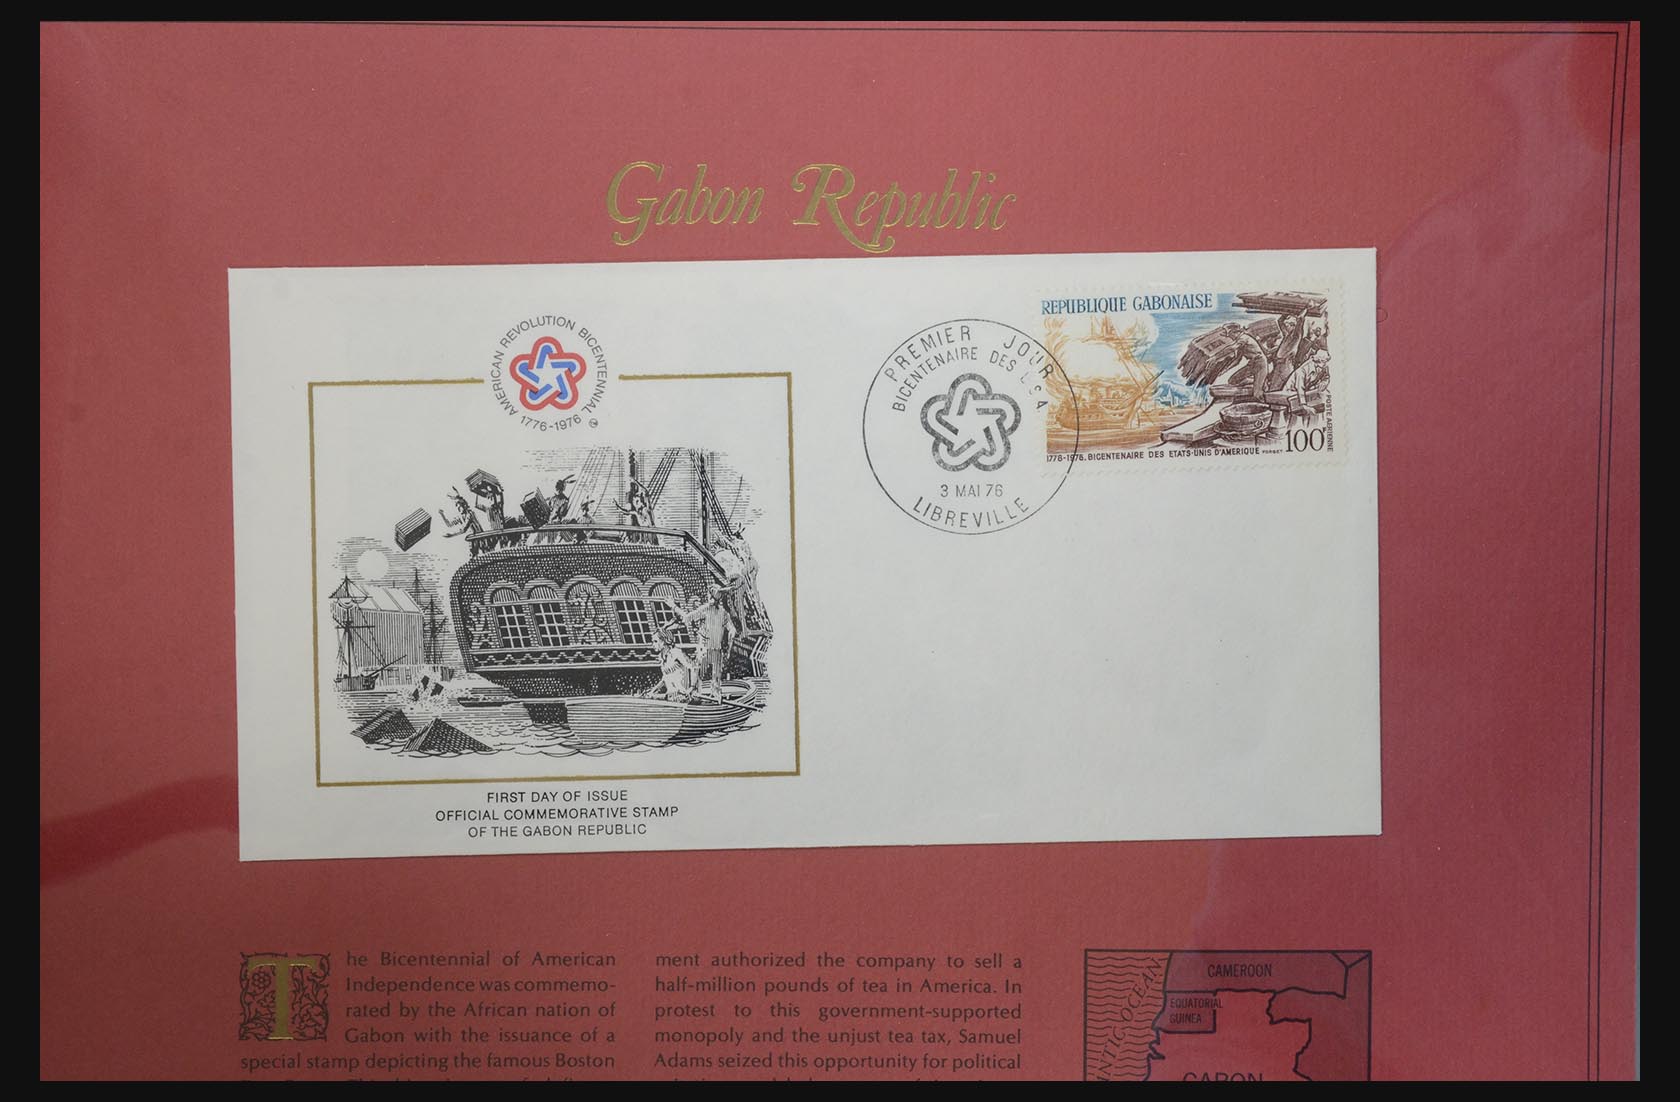 Gabon Republic
AMERICAN REVOLUTION BICENTENNIAL
1776-1976
PREMIER JOUR
BICENTENAIRE DES USA
3 MAI 76
LIBREVILLE
REPUBLIQUE GABONAISE
POSTE AERIENNE
100F
1776-1976. BICENTENAIRE DES ETATS-UNIS D'AMERIQUE FORGET
FIRST DAY OF ISSUE
OFFICIAL COMMEMORATIVE STAMP
OF THE GABON REPUBLIC
The Bicentennial of American
Independence was commemo-
rated by the African nation of
Gabon with the issuance of a
special stamp depicting the famous Boston
ment authorized the company to sell a
half-million pounds of tea in America. In
protest to this government-supported
monopoly and the unjust tea tax, Samuel
Adams seized this opportunity for political
CAMEROON
EQUATORIAL
GUINEA
GABON